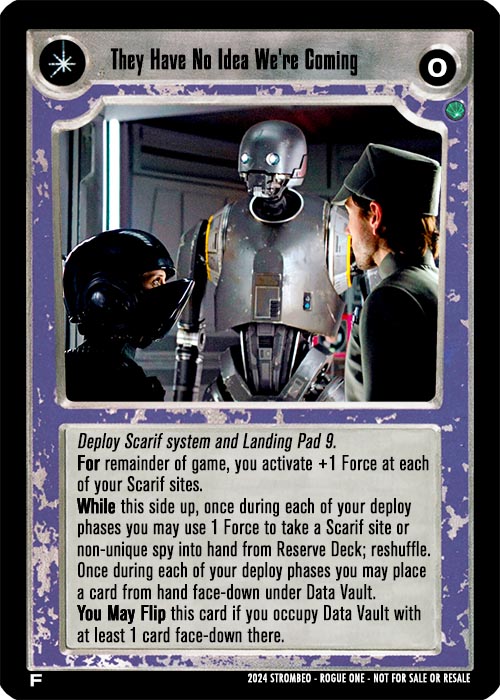 They Have No Idea We're Coming
0
Deploy Scarif system and Landing Pad 9.
For remainder of game, you activate +1 Force at each
of your Scarif sites.
While this side up, once during each of your deploy
phases you may use 1 Force to take a Scarif site or
non-unique spy into hand from Reserve Deck; reshuffle.
Once during each of your deploy phases you may place
a card from hand face-down under Data Vault.
You May Flip this card if you occupy Data Vault with
at least 1 card face-down there.
F
2024 STROMBEO - ROGUE ONE - NOT FOR SALE OR RESALE